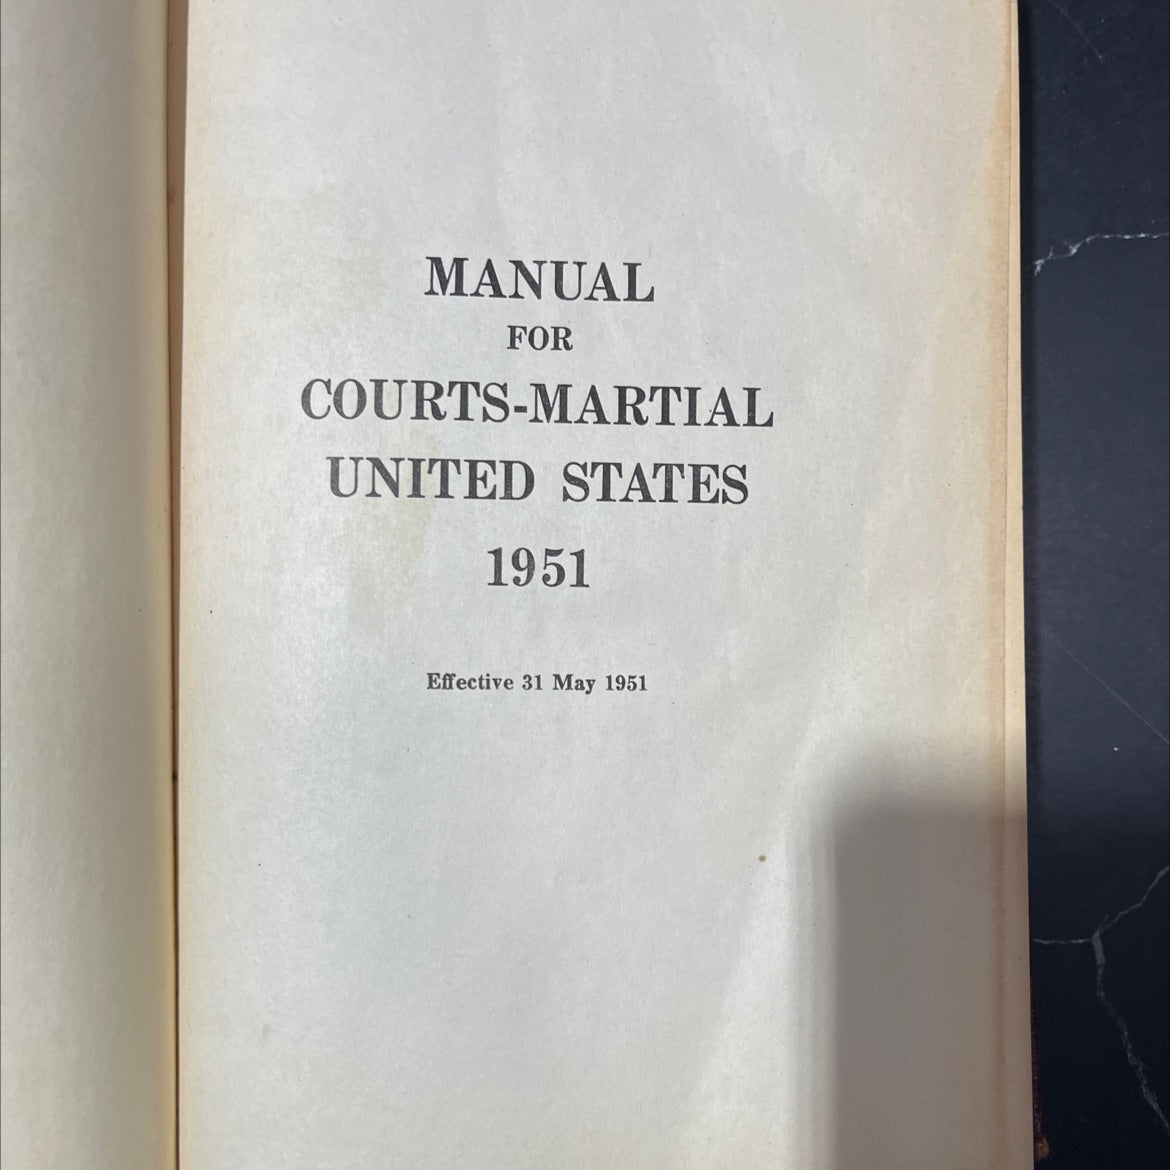 MANUAL
FOR
COURTS-MARTIAL
UNITED STATES
1951
Effective 31 May 1951